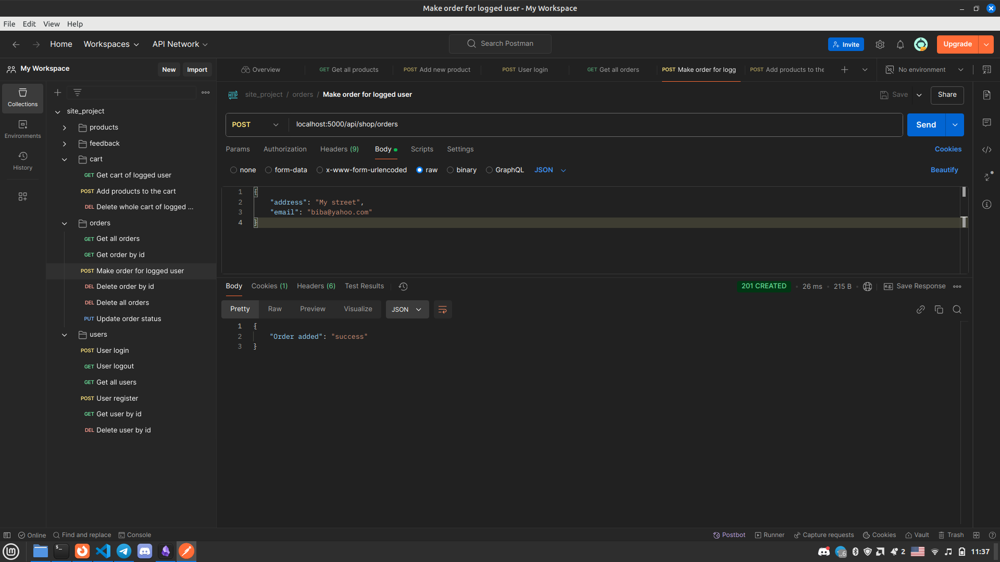 Make order for logged user - My Workspace
File Edit View Help
Home Workspaces API Network Search Postman Invite Upgrade
My Workspace New Import
Overview GET Get all products POST Add new product POST User login GET Get all orders POST Make order for logg POST Add products to the No environment
Collections
Environments
History
site_project
products
feedback
cart
GET Get cart of logged user
POST Add products to the cart
DEL Delete whole cart of logged ...
orders
GET Get all orders
GET Get order by id
POST Make order for logged user
DEL Delete order by id
DEL Delete all orders
PUT Update order status
users
POST User login
GET User logout
GET Get all users
POST User register
GET Get user by id
DEL Delete user by id
HTTP site_project / orders / Make order for logged user Save Share
POST localhost:5000/api/shop/orders Send
Params Authorization Headers (9) Body Scripts Settings Cookies
none form-data x-www-form-urlencoded raw binary GraphQL JSON Beautify
1 {
2 "address": "My street",
3 "email": "biba@yahoo.com"
4 }
Body Cookies (1) Headers (6) Test Results 201 CREATED 26 ms 215 B e.g. Save Response
Pretty Raw Preview Visualize JSON
1 {
2 "Order added": "success"
3 }
Online Find and replace Console Postbot Runner Capture requests Cookies Vault Trash
$_ ..6 2 11:37